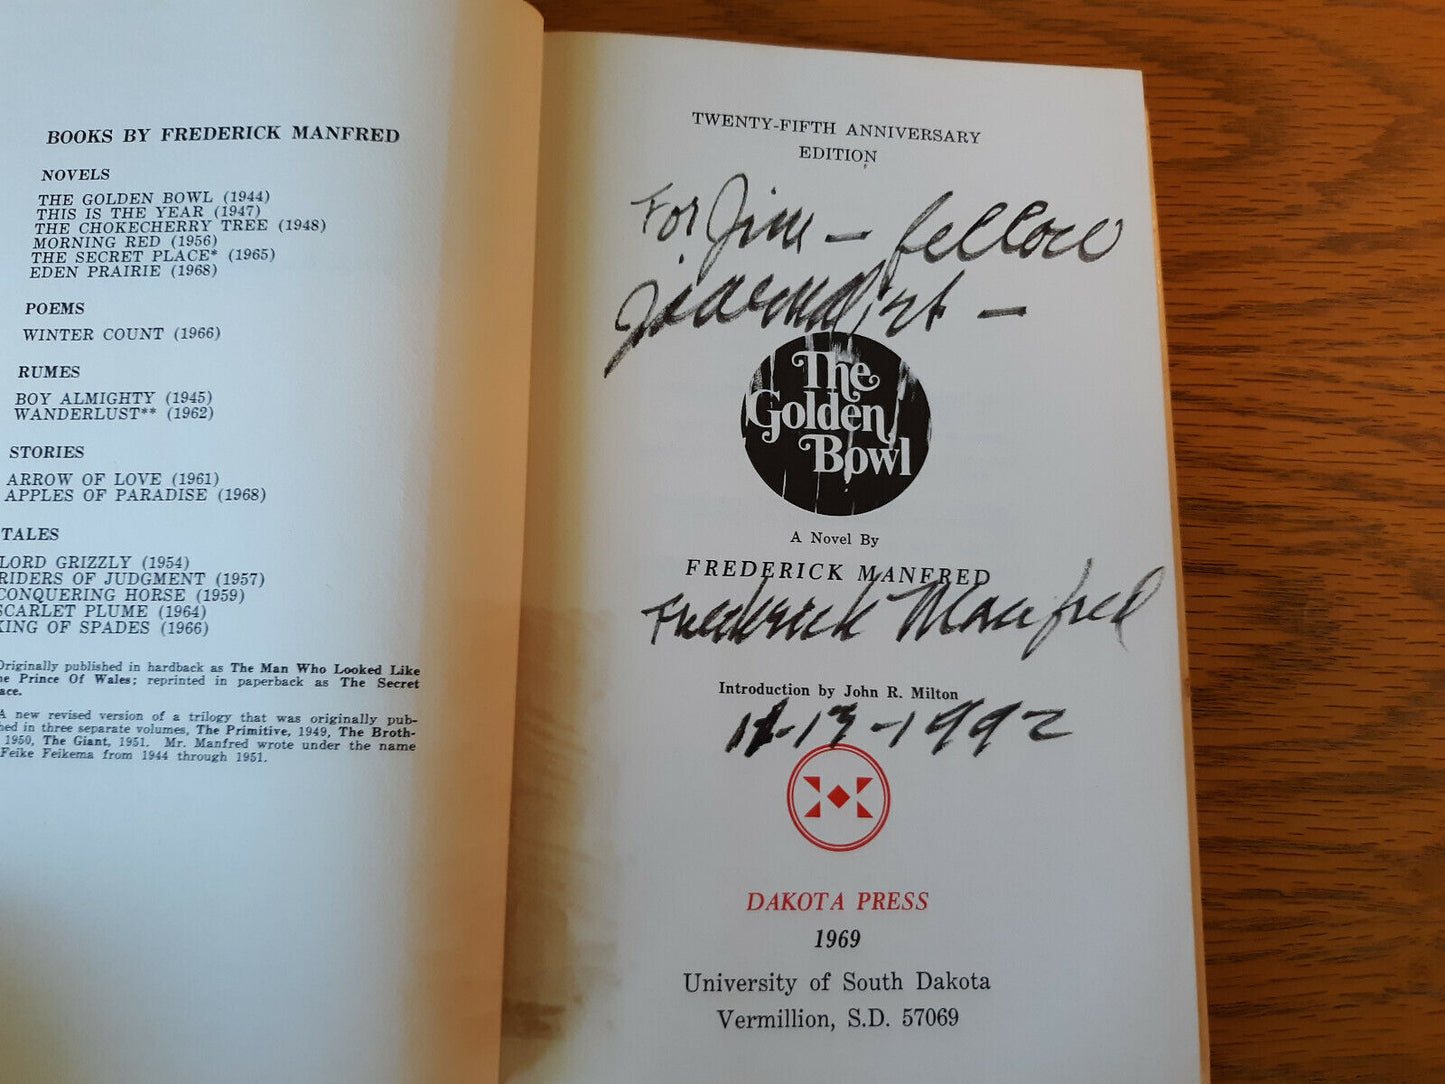 BOOKS BY FREDERICK MANFRED
NOVELS
THE GOLDEN BOWL (1944)
THIS IS THE YEAR (1947)
THE CHOKECHERRY TREE (1948)
MORNING RED (1956)
THE SECRET PLACE* (1965)
EDEN PRAIRIE (1968)
POEMS
WINTER COUNT (1966)
RUMES
BOY ALMIGHTY (1945)
WANDERLUST** (1962)
STORIES
ARROW OF LOVE (1961)
APPLES OF PARADISE (1968)
TALES
LORD GRIZZLY (1954)
RIDERS OF JUDGMENT (1957)
CONQUERING HORSE (1959)
SCARLET PLUME (1964)
KING OF SPADES (1966)
Originally published in hardback as The Man Who Looked Like
he Prince Of Wales; reprinted in paperback as The Secret
ace.
A new revised version of a trilogy that was originally pub-
hed in three separate volumes, The Primitive, 1949, The Broth-
1950, The Giant, 1951. Mr. Manfred wrote under the name
Feike Feikema from 1944 through 1951.
TWENTY-FIFTH ANNIVERSARY
EDITION
For Jim — fellow
journalist —
The
Golden
Bowl
A Novel By
FREDERICK MANFRED
Frederick Manfred
Introduction by John R. Milton
11-13-1992
DAKOTA PRESS
1969
University of South Dakota
Vermillion, S.D. 57069